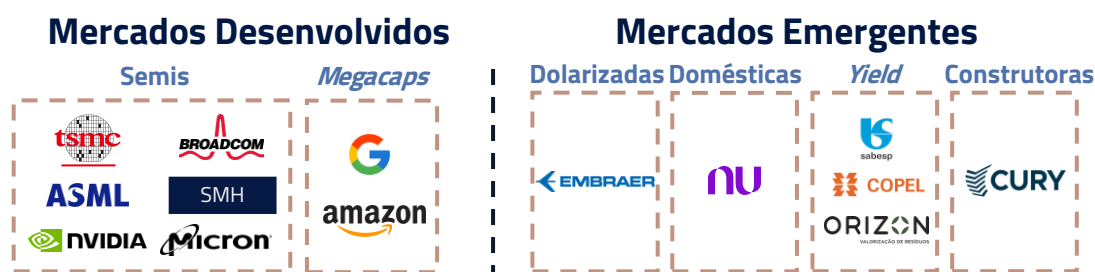 Mercados Desenvolvidos
Semis
Megacaps
tsmc
BROADCOM
ASML
SMH
nVIDIA
Micron
G
amazon
Mercados Emergentes
Dolarizadas
Domésticas
Yield
Construtoras
EMBRAER
nu
sabesp
COPEL
ORIZON
VALORIZAÇÃO DE RESÍDUOS
CURY